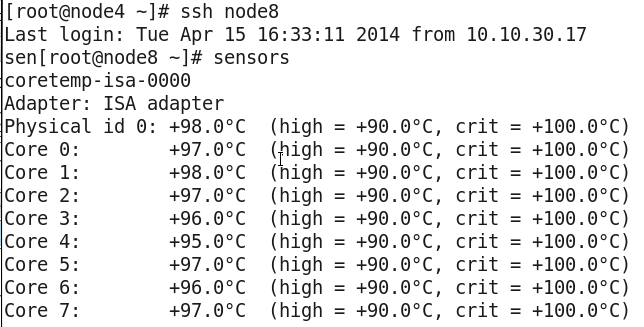 [root@node4 ~]# ssh node8
Last login: Tue Apr 15 16:33:11 2014 from 10.10.30.17
sen[root@node8 ~]# sensors
coretemp-isa-0000
Adapter: ISA adapter
Physical id 0: +98.0°C  (high = +90.0°C, crit = +100.0°C)
Core 0:        +97.0°C  (high = +90.0°C, crit = +100.0°C)
Core 1:        +98.0°C  (high = +90.0°C, crit = +100.0°C)
Core 2:        +97.0°C  (high = +90.0°C, crit = +100.0°C)
Core 3:        +96.0°C  (high = +90.0°C, crit = +100.0°C)
Core 4:        +95.0°C  (high = +90.0°C, crit = +100.0°C)
Core 5:        +97.0°C  (high = +90.0°C, crit = +100.0°C)
Core 6:        +96.0°C  (high = +90.0°C, crit = +100.0°C)
Core 7:        +97.0°C  (high = +90.0°C, crit = +100.0°C)